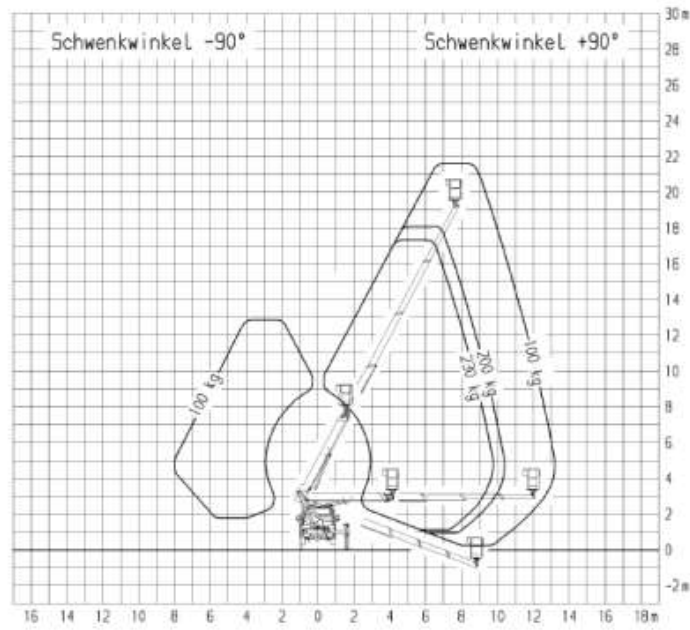 30 m
Schwenkwinkel -90°
Schwenkwinkel +90°
28
26
24
22
20
18
16
14
12
10
8
6
4
2
0
-2m
100 kg
230 kg
200 kg
100 kg
16 14 12 10 8 6 4 2 0 2 4 6 8 10 12 14 16 18m